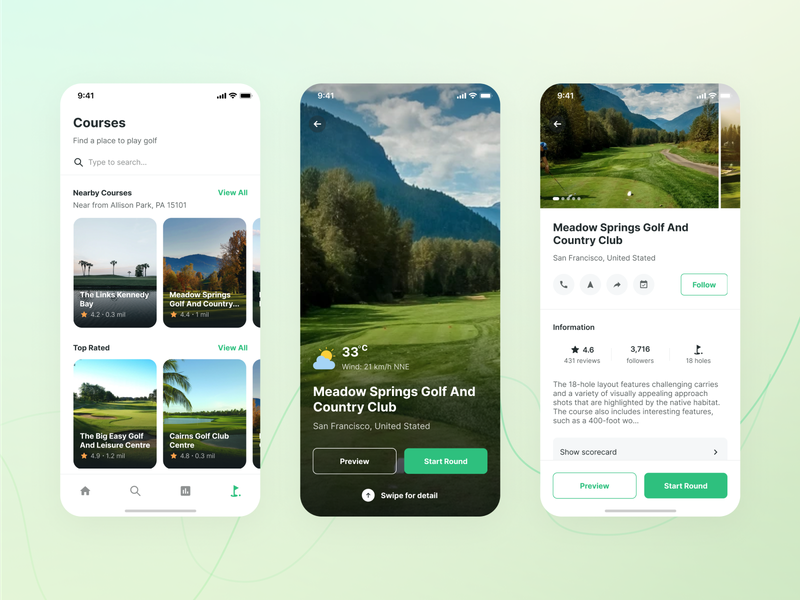 9:41
Courses
Find a place to play golf
Type to search...
Nearby Courses
View All
Near from Allison Park, PA 15101
The Links Kennedy
Bay
4.2 · 0.3 mil
Meadow Springs
Golf And Country...
4.4 · 1 mil
Top Rated
View All
The Big Easy Golf
And Leisure Centre
4.9 · 1.2 mil
Cairns Golf Club
Centre
4.8 · 0.3 mil
9:41
33°C
Wind: 21 km/h NNE
Meadow Springs Golf And
Country Club
San Francisco, United Stated
Preview
Start Round
Swipe for detail
9:41
Meadow Springs Golf And
Country Club
San Francisco, United Stated
Follow
Information
4.6
431 reviews
3,716
followers
18 holes
The 18-hole layout features challenging carries
and a variety of visually appealing approach
shots that are highlighted by the native habitat.
The course also includes interesting features,
such as a 400-foot wo...
Show scorecard
Preview
Start Round